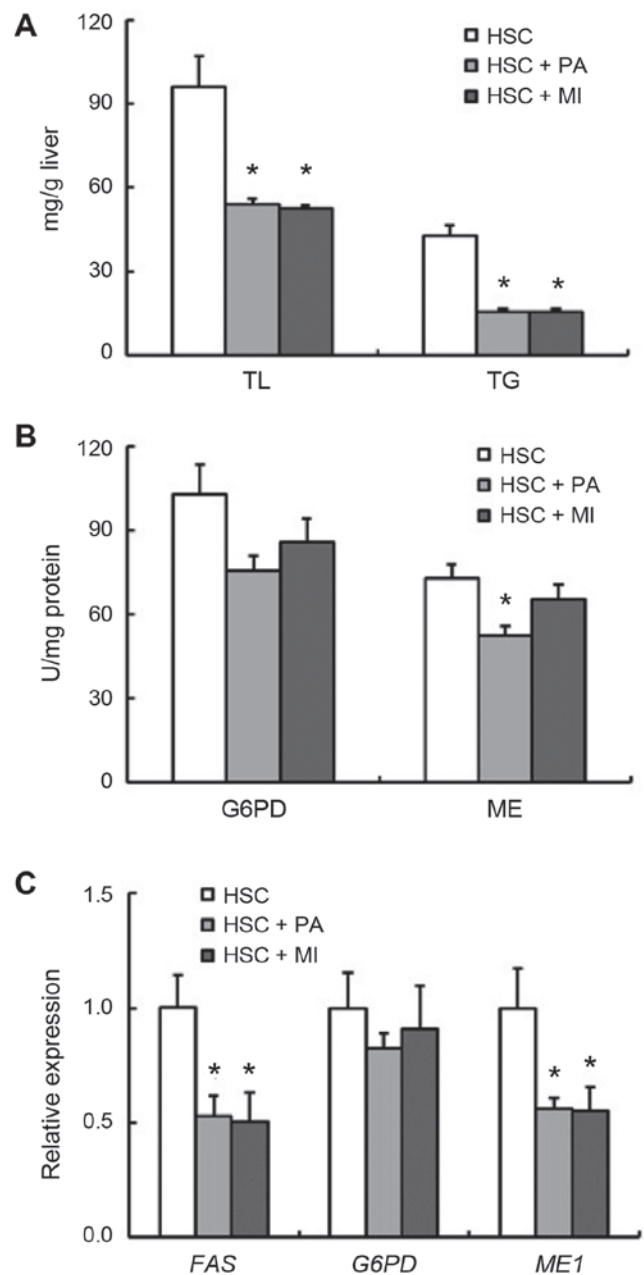 A
120
90
60
30
0
mg/g liver
HSC
HSC + PA
HSC + MI
* *
* *
TL TG
B
120
90
60
30
0
U/mg protein
HSC
HSC + PA
HSC + MI
*
G6PD ME
C
1.5
1.0
0.5
0.0
Relative expression
HSC
HSC + PA
HSC + MI
* *
* *
FAS G6PD ME1